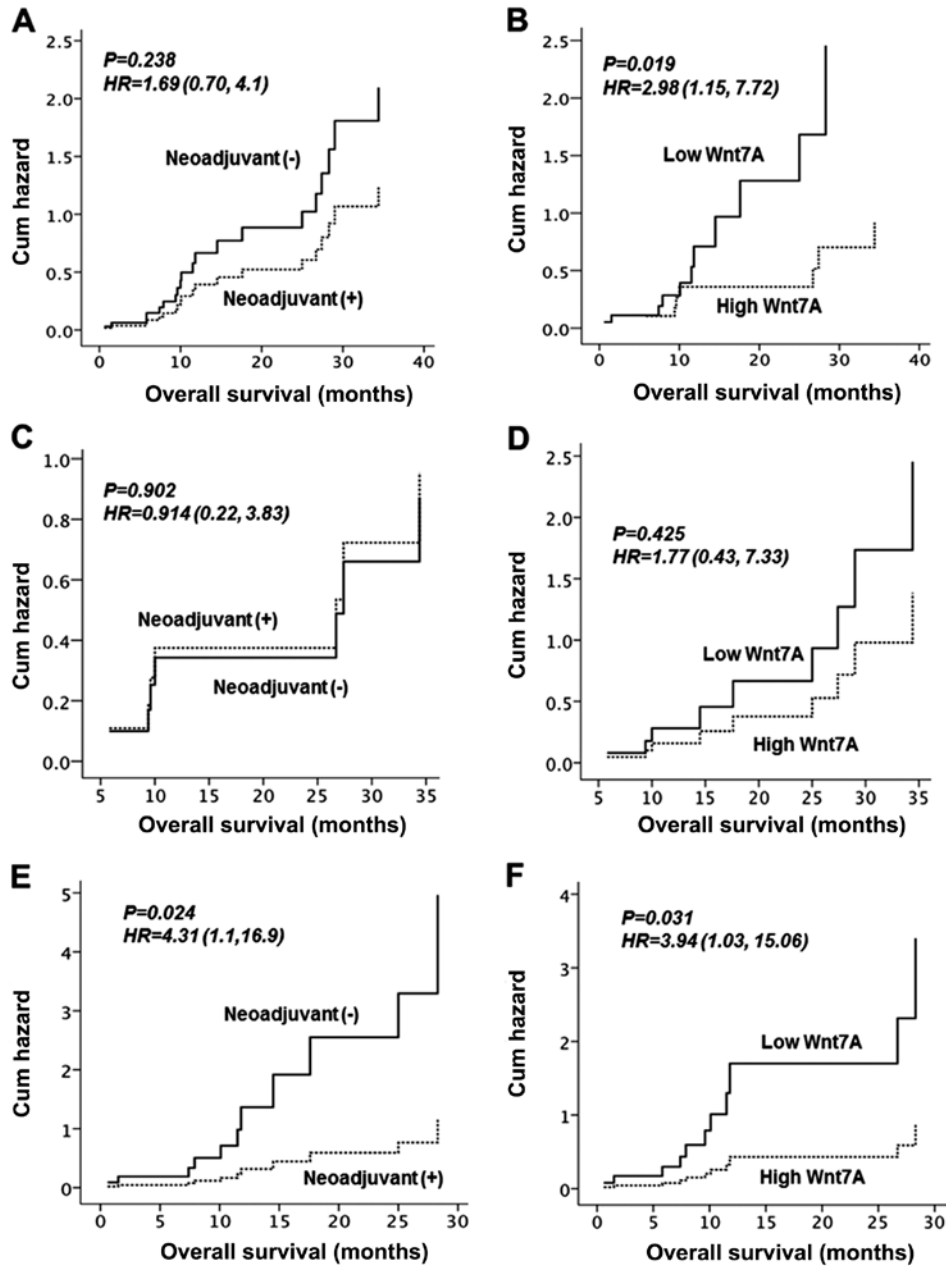 A
P=0.238
HR=1.69 (0.70, 4.1)
Neoadjuvant (-)
Neoadjuvant (+)
Cum hazard
2.5
2.0
1.5
1.0
0.5
0.0
0 10 20 30 40
Overall survival (months)
B
P=0.019
HR=2.98 (1.15, 7.72)
Low Wnt7A
High Wnt7A
Cum hazard
2.5
2.0
1.5
1.0
0.5
0.0
0 10 20 30 40
Overall survival (months)
C
P=0.902
HR=0.914 (0.22, 3.83)
Neoadjuvant (+)
Neoadjuvant (-)
Cum hazard
1.0
0.8
0.6
0.4
0.2
0.0
5 10 15 20 25 30 35
Overall survival (months)
D
P=0.425
HR=1.77 (0.43, 7.33)
Low Wnt7A
High Wnt7A
Cum hazard
2.5
2.0
1.5
1.0
0.5
0.0
5 10 15 20 25 30 35
Overall survival (months)
E
P=0.024
HR=4.31 (1.1,16.9)
Neoadjuvant (-)
Neoadjuvant (+)
Cum hazard
5
4
3
2
1
0
0 5 10 15 20 25 30
Overall survival (months)
F
P=0.031
HR=3.94 (1.03, 15.06)
Low Wnt7A
High Wnt7A
Cum hazard
4
3
2
1
0
0 5 10 15 20 25 30
Overall survival (months)